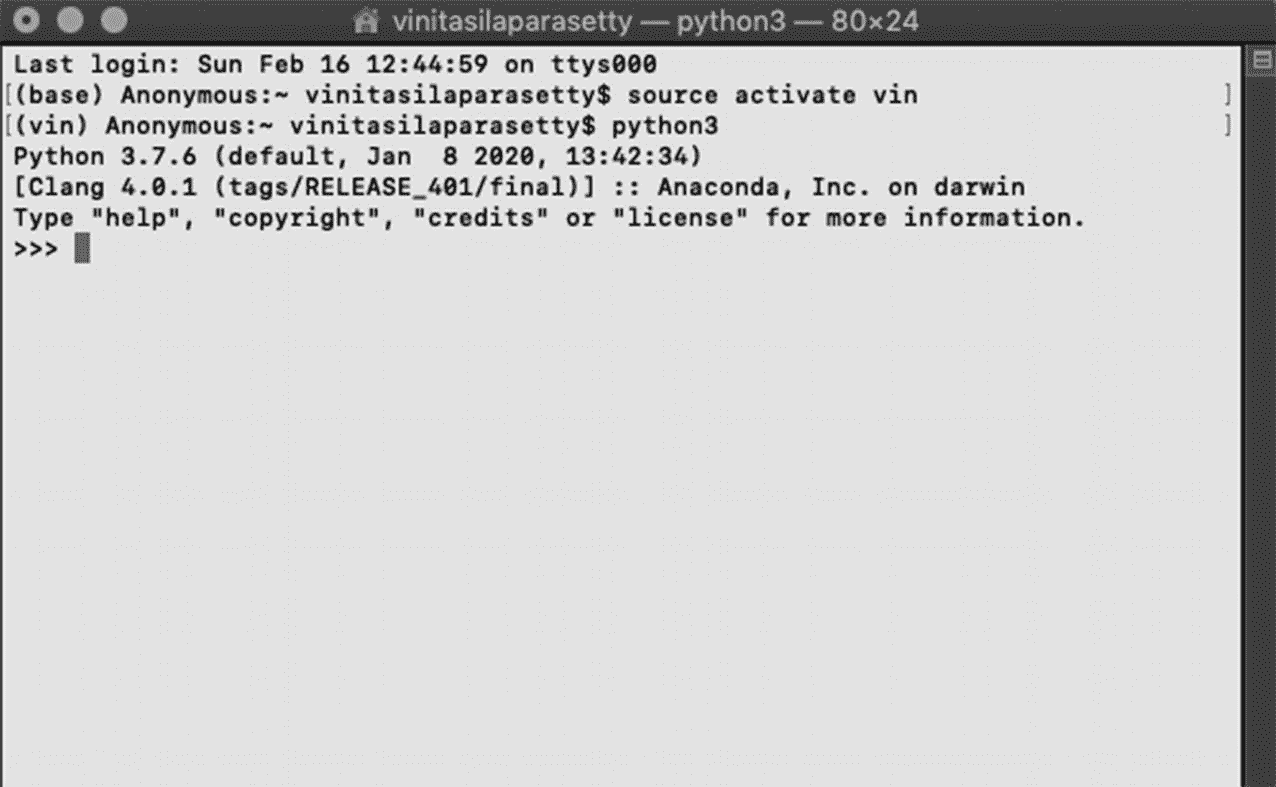 vinitasilaparasetty — python3 — 80×24
Last login: Sun Feb 16 12:44:59 on ttys000
[(base) Anonymous:~ vinitasilaparasetty$ source activate vin ]
[(vin) Anonymous:~ vinitasilaparasetty$ python3 ]
Python 3.7.6 (default, Jan  8 2020, 13:42:34)
[Clang 4.0.1 (tags/RELEASE_401/final)] :: Anaconda, Inc. on darwin
Type "help", "copyright", "credits" or "license" for more information.
>>>